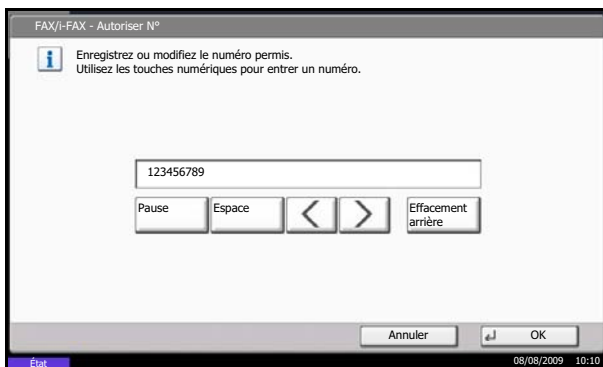 FAX/i-FAX - Autoriser N°
Enregistrez ou modifiez le numéro permis.
Utilisez les touches numériques pour entrer un numéro.
123456789
Pause
Espace
Effacement
arrière
Annuler
OK
État
08/08/2009 10:10